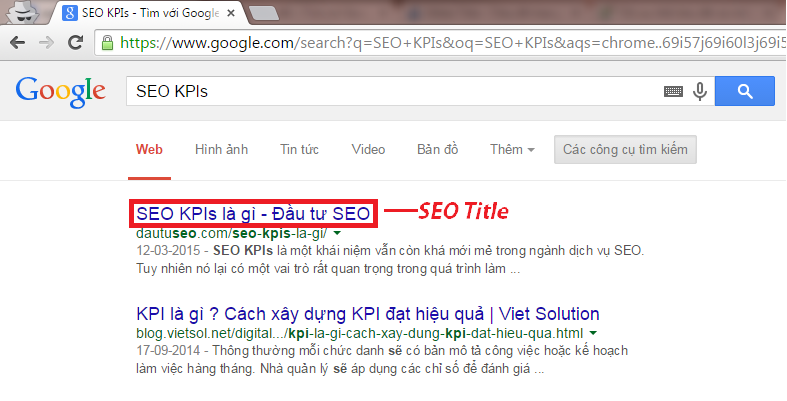 SEO KPIs - Tìm với Google
https://www.google.com/search?q=SEO+KPIs&oq=SEO+KPIs&aqs=chrome..69i57j69i60l3j69i5
Google
SEO KPIs
Web Hình ảnh Tin tức Video Bản đồ Thêm Các công cụ tìm kiếm
SEO KPIs là gì - Đầu tư SEO SEO Title
dautuseo.com/seo-kpis-la-gi/
12-03-2015 - SEO KPIs là một khái niệm vẫn còn khá mới mẻ trong ngành dịch vụ SEO.
Tuy nhiên nó lại có một vai trò rất quan trọng trong quá trình làm ...
KPI là gì ? Cách xây dựng KPI đạt hiệu quả | Viet Solution
blog.vietsol.net/digital.../kpi-la-gi-cach-xay-dung-kpi-dat-hieu-qua.html
17-09-2014 - Thông thường mỗi chức danh sẽ có bản mô tả công việc hoặc kế hoạch
làm việc hàng tháng. Nhà quản lý sẽ áp dụng các chỉ số để đánh giá ...